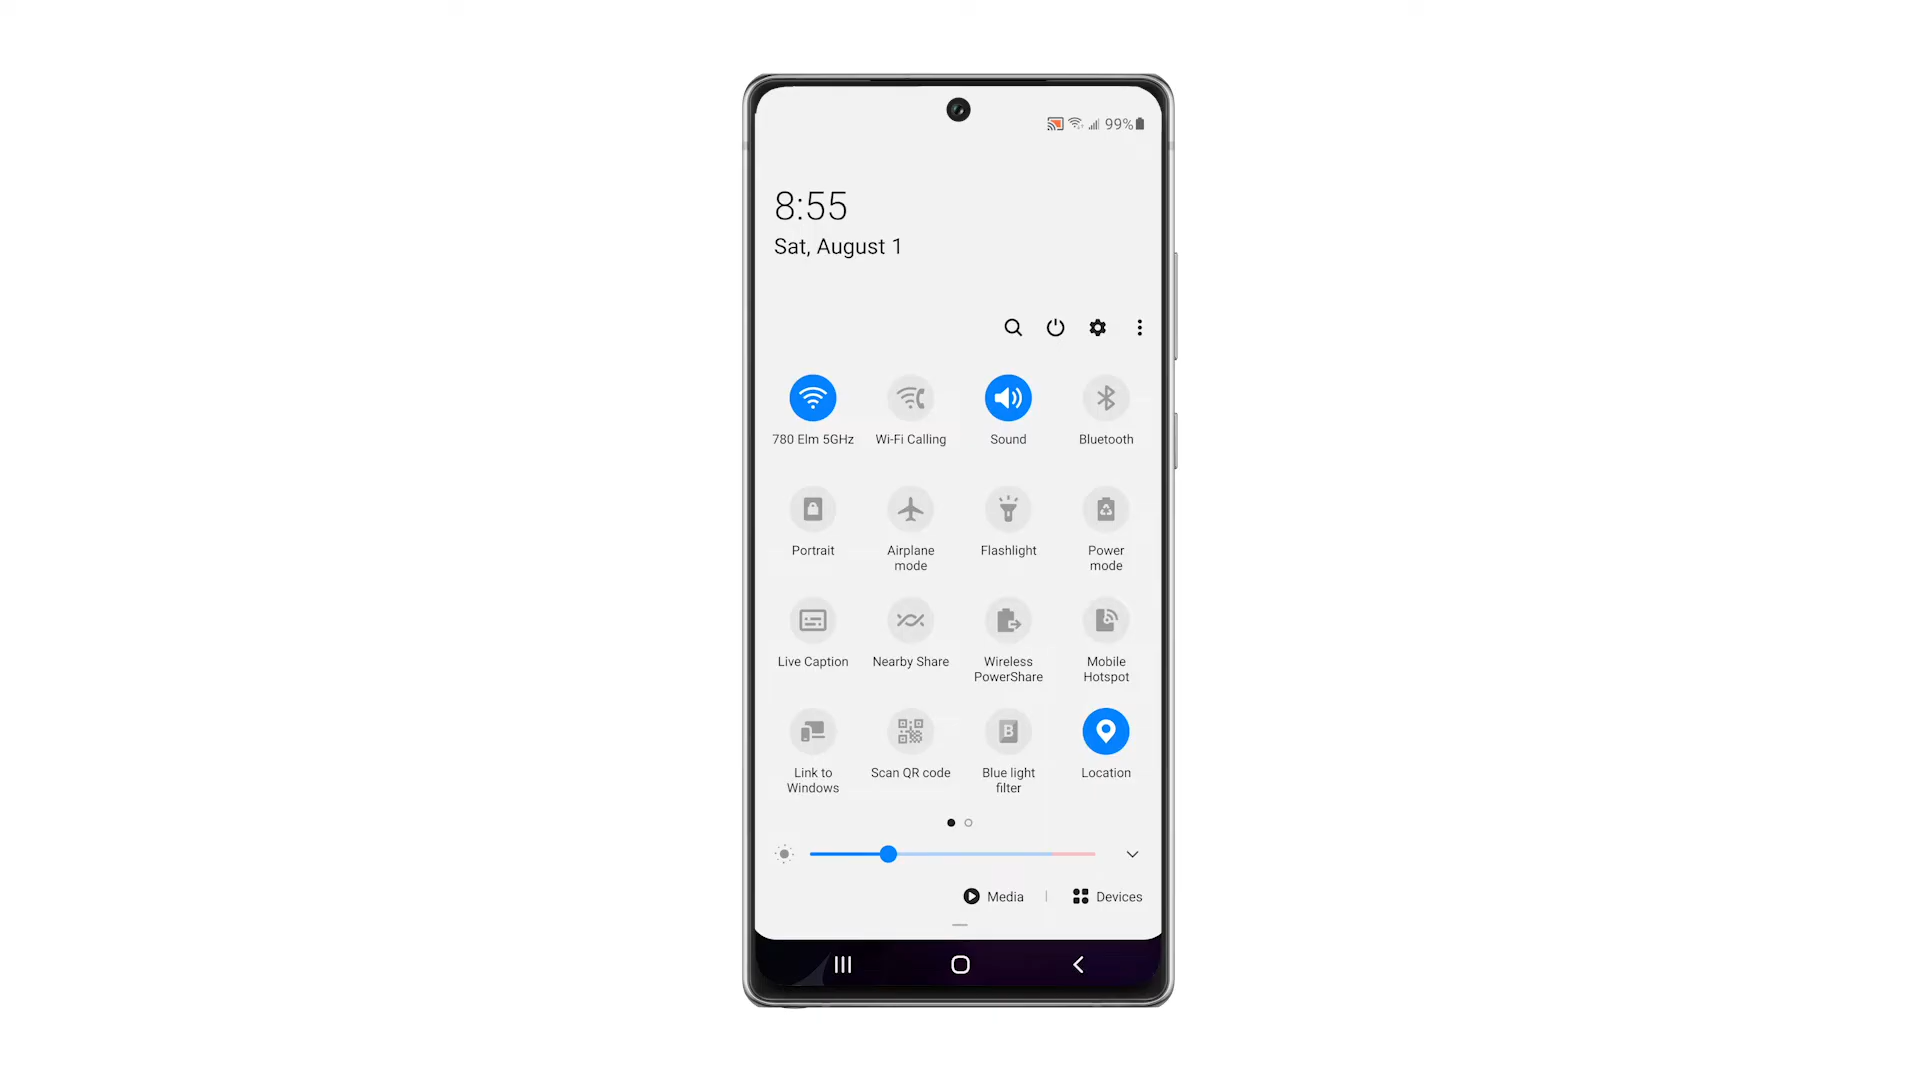 99%
8:55
Sat, August 1
780 Elm 5GHz
Wi-Fi Calling
Sound
Bluetooth
Portrait
Airplane
mode
Flashlight
Power
mode
Live Caption
Nearby Share
Wireless
PowerShare
Mobile
Hotspot
Link to
Windows
Scan QR code
B
Blue light
filter
Location
Media
Devices